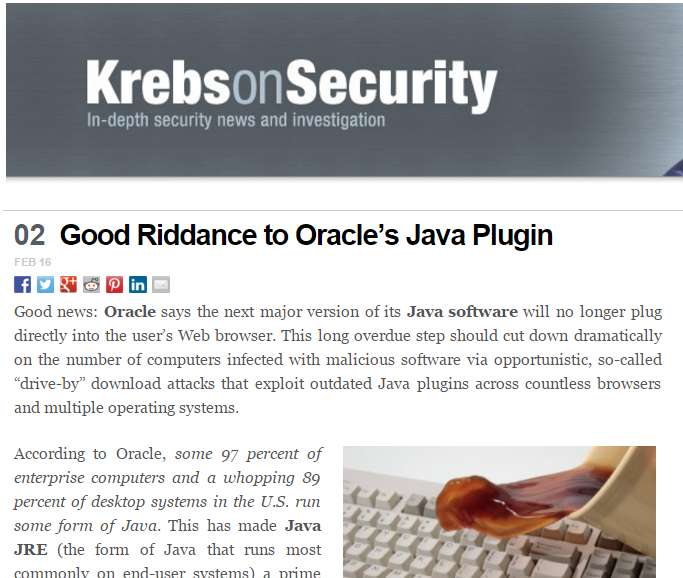 KrebsonSecurity
In-depth security news and investigation
02 Good Riddance to Oracle’s Java Plugin
FEB 16
Good news: Oracle says the next major version of its Java software will no longer plug
directly into the user’s Web browser. This long overdue step should cut down dramatically
on the number of computers infected with malicious software via opportunistic, so-called
“drive-by” download attacks that exploit outdated Java plugins across countless browsers
and multiple operating systems.
According to Oracle, some 97 percent of
enterprise computers and a whopping 89
percent of desktop systems in the U.S. run
some form of Java. This has made Java
JRE (the form of Java that runs most
commonly on end-user systems) a prime